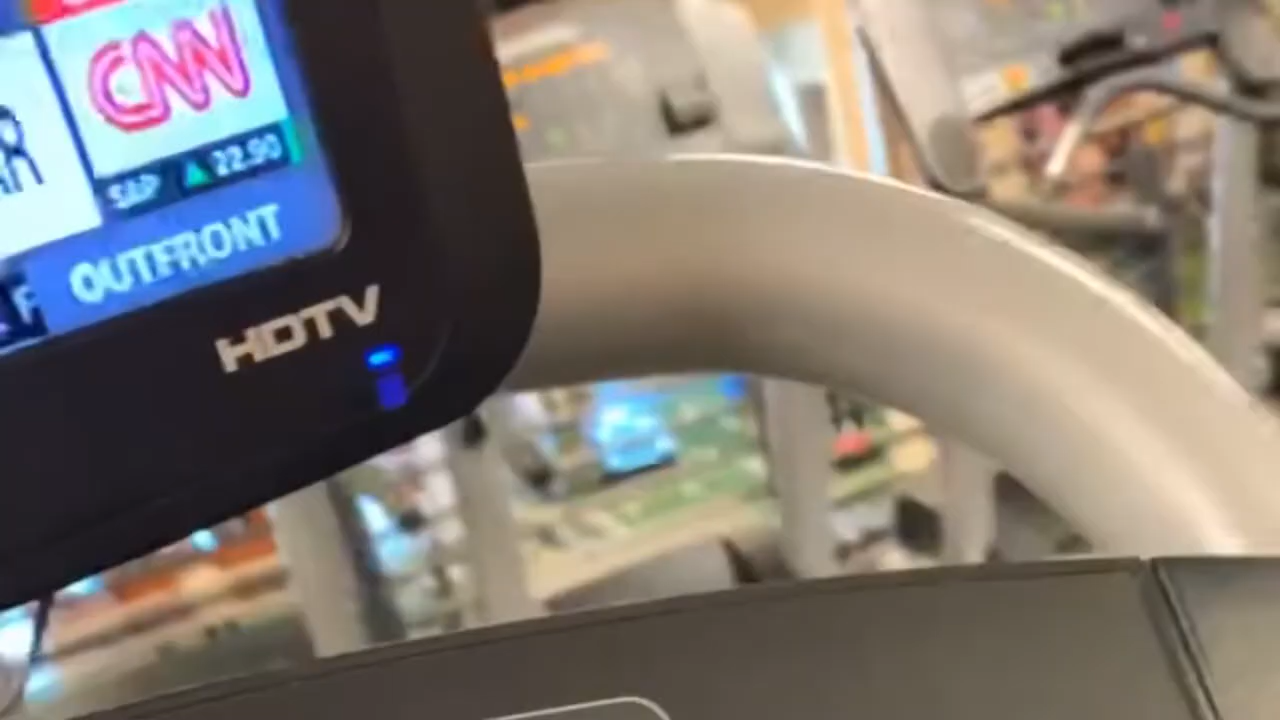 CNN
S&P ▲ 22.90
OUTFRONT
HDTV